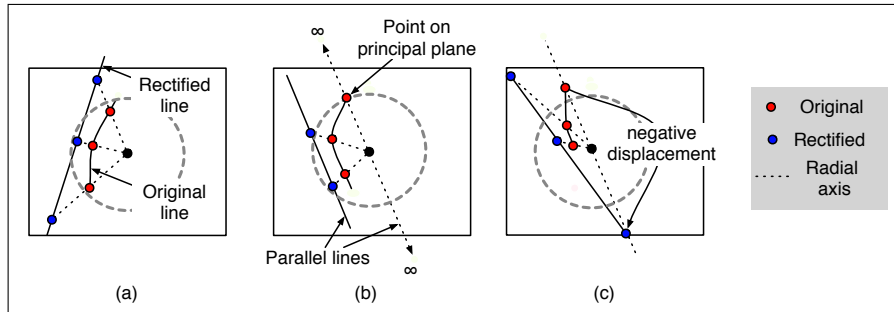 Rectified
line
Original
line
(a)
∞
Point on
principal plane
Parallel lines
∞
(b)
negative
displacement
(c)
Original
Rectified
Radial
axis